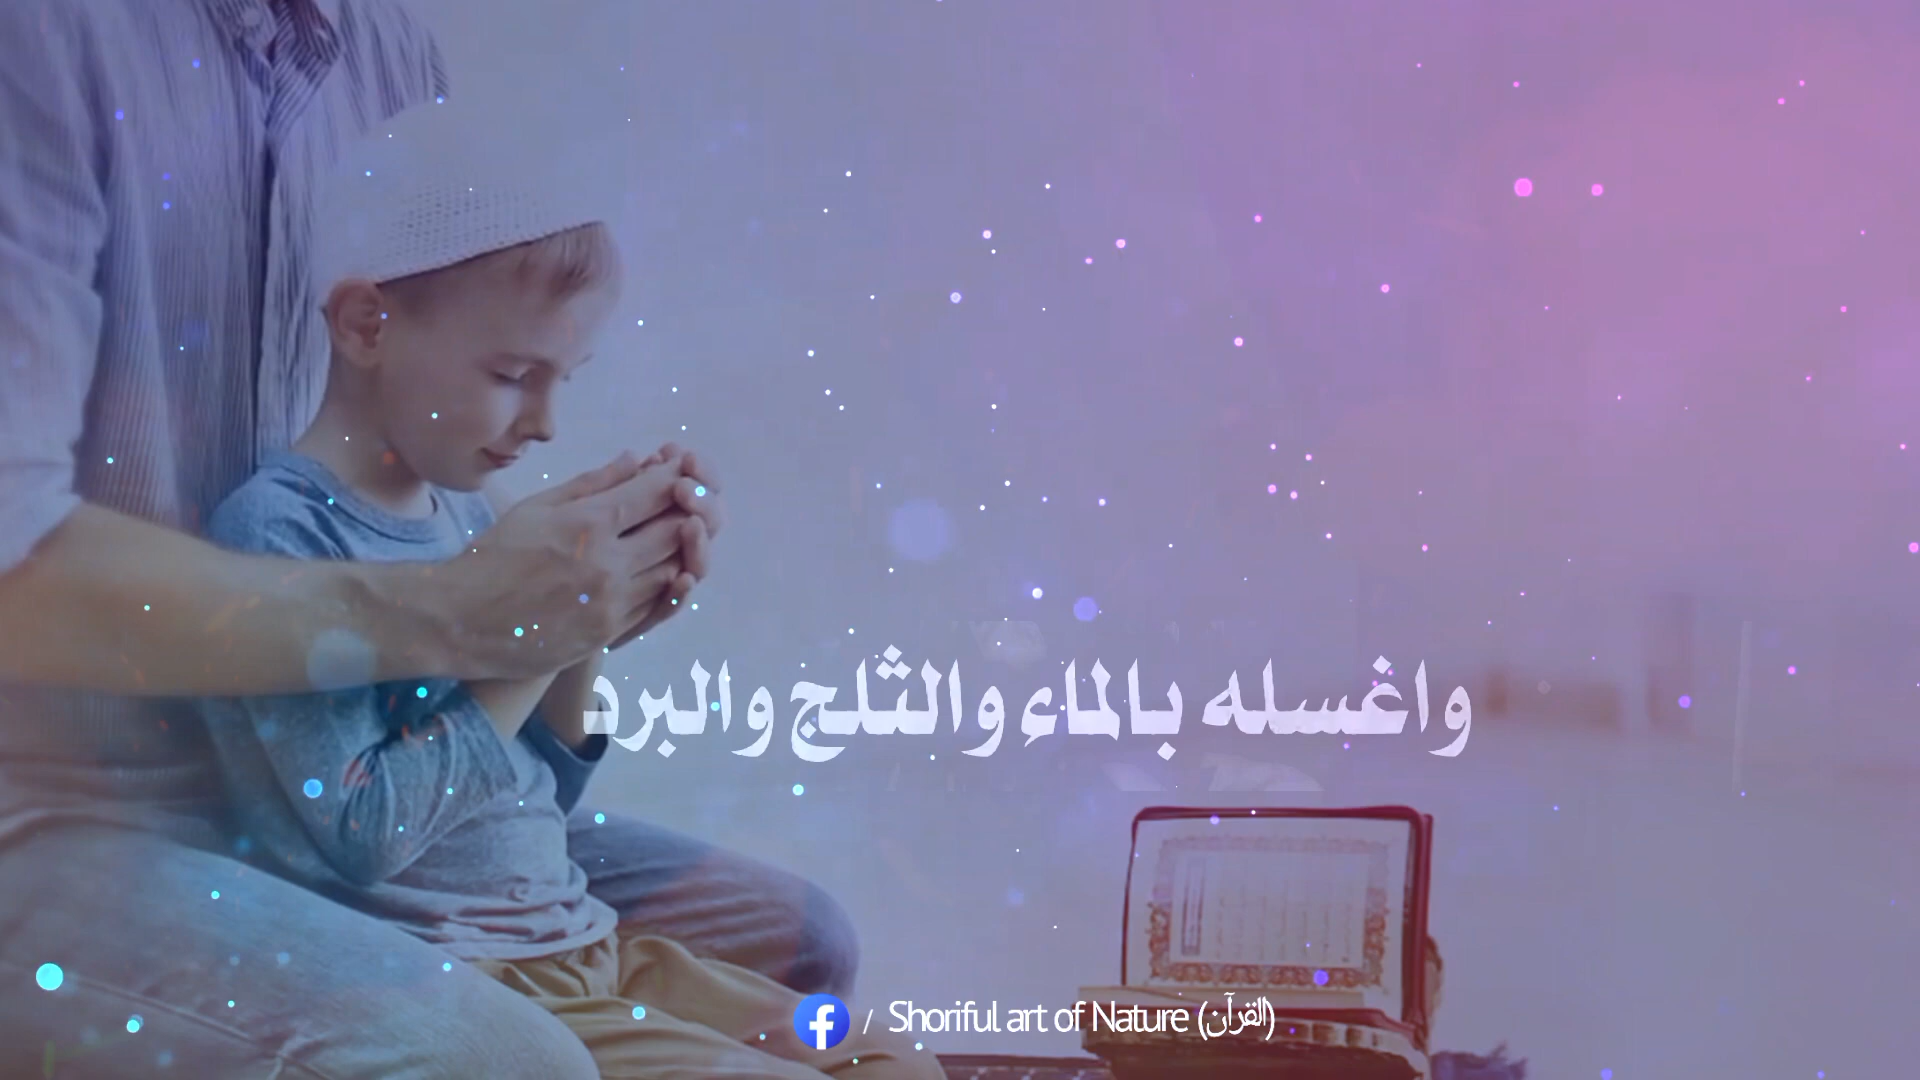 واغسله بالماء والثلج والبرد
/ Shoriful art of Nature (القرآن)